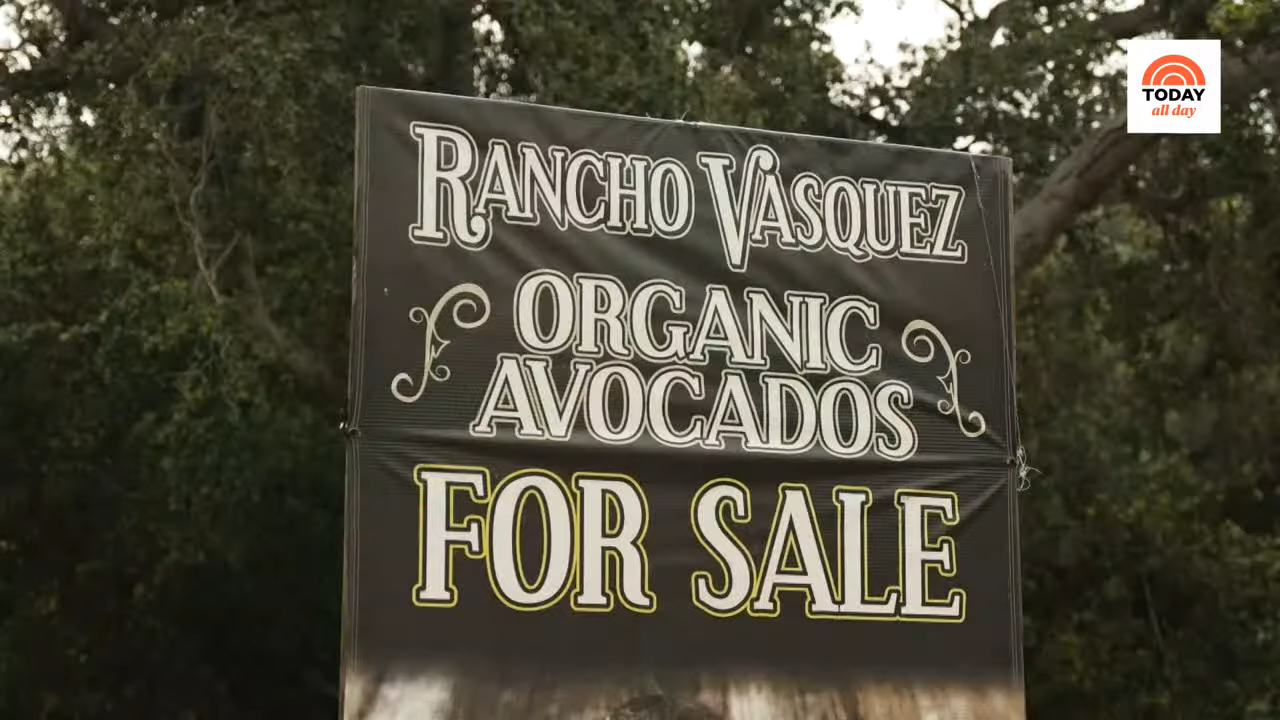 TODAY
all day
RANCHO VASQUEZ
ORGANIC
AVOCADOS
FOR SALE